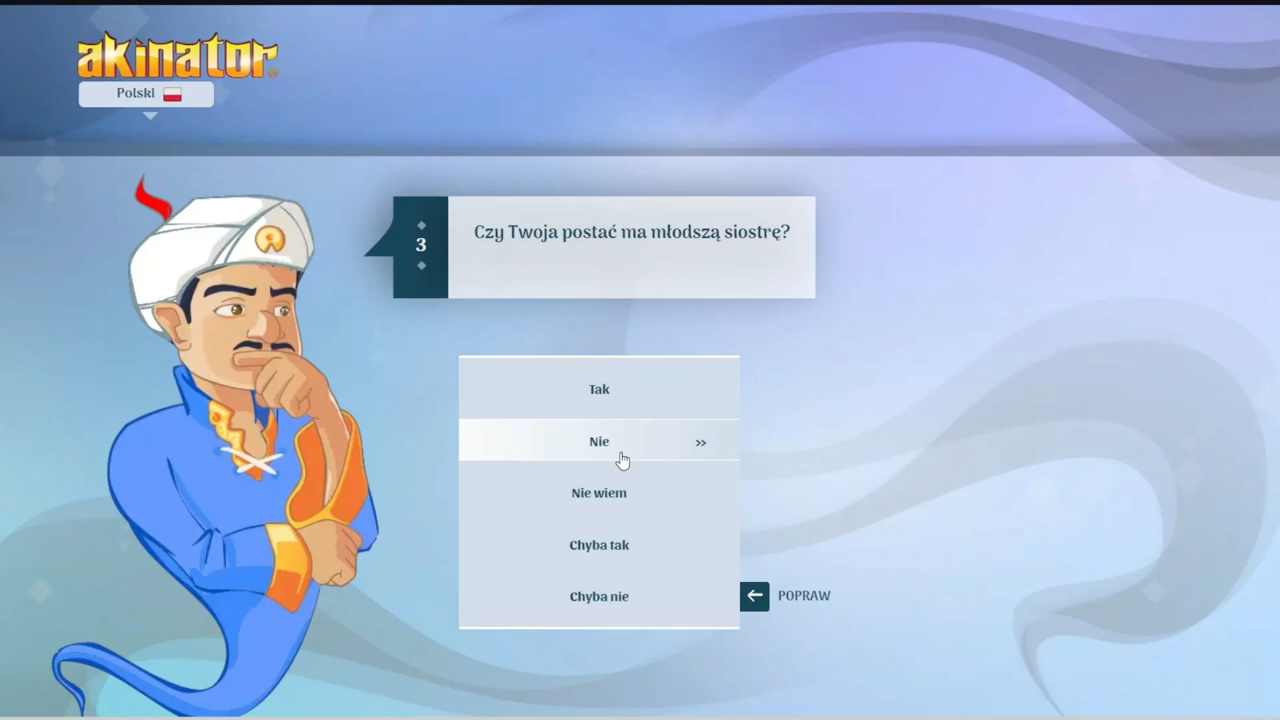 akinator
Polski
3
Czy Twoja postać ma młodszą siostrę?
Tak
Nie >>
Nie wiem
Chyba tak
Chyba nie
POPRAW